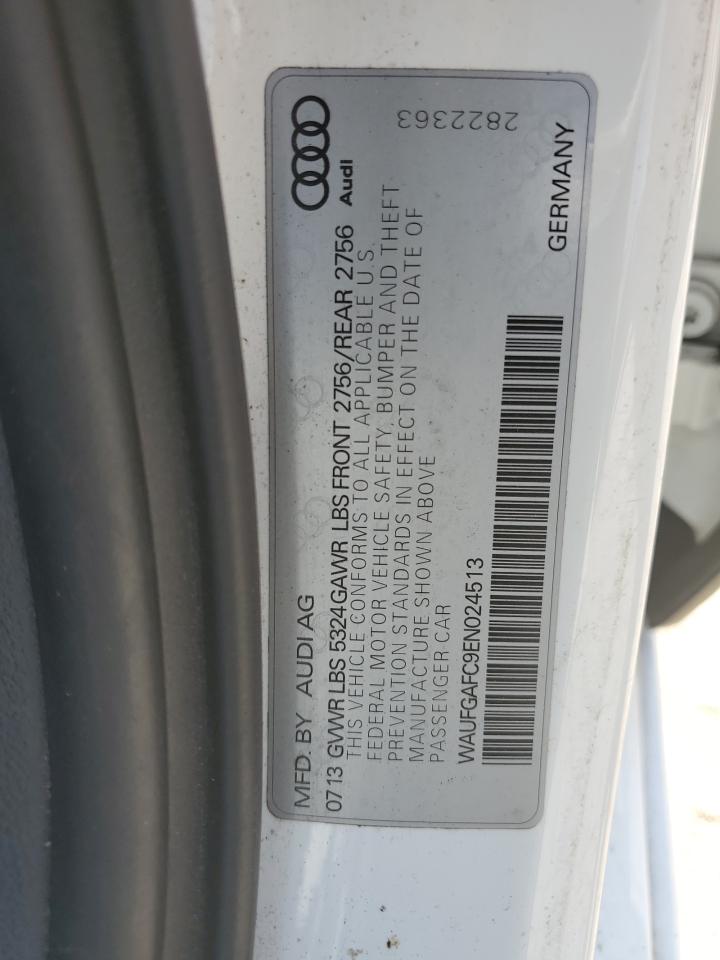 MFD. BY AUDI AG
0713 GVWR LBS 5324 GAWR LBS FRONT 2756/REAR 2756
THIS VEHICLE CONFORMS TO ALL APPLICABLE U.S.
FEDERAL MOTOR VEHICLE SAFETY, BUMPER AND THEFT
PREVENTION STANDARDS IN EFFECT ON THE DATE OF
MANUFACTURE SHOWN ABOVE
PASSENGER CAR
WAUFGAFC9EN024513
Audi
2822363
GERMANY